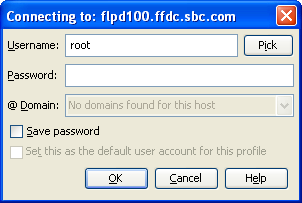 Connecting to: flpd100.ffdc.sbc.com
Username: root Pick
Password:
@ Domain: No domains found for this host
Save password
Set this as the default user account for this profile
OK Cancel Help